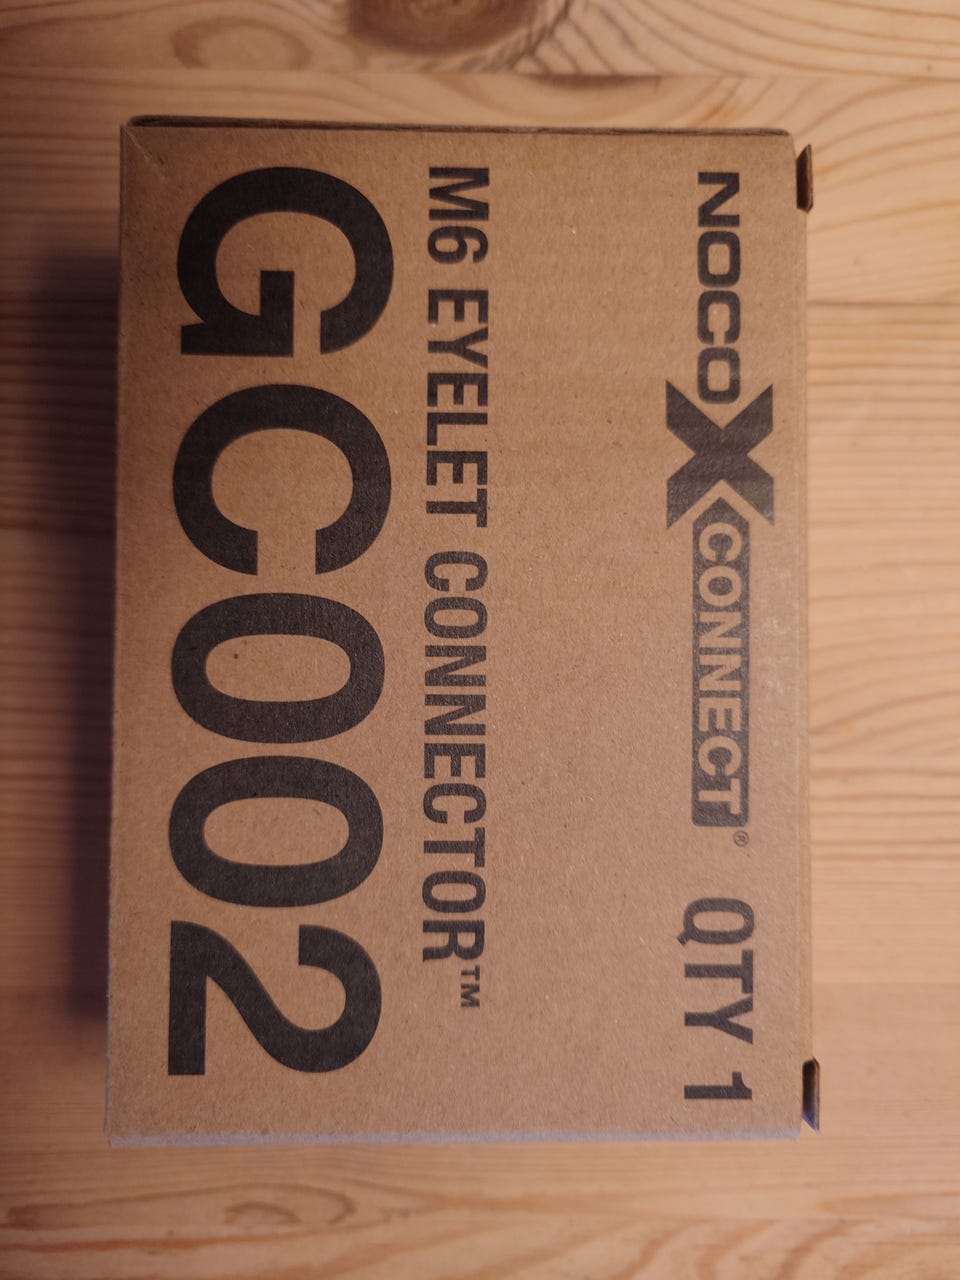 NOCO X CONNECT® QTY 1
M6 EYELET CONNECTOR™
GC002